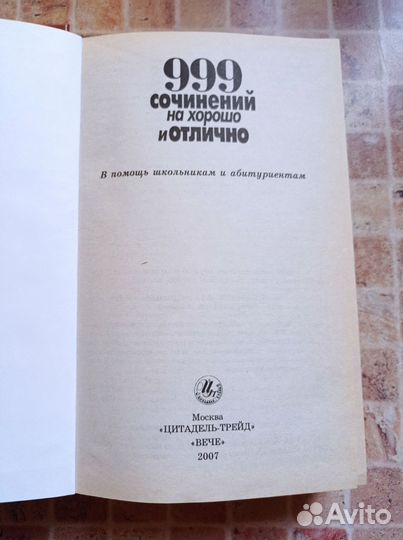 999
сочинений
на хорошо
и отлично
В помощь школьникам и абитуриентам
Москва
«ЦИТАДЕЛЬ-ТРЕЙД»
«ВЕЧЕ»
2007
Avito